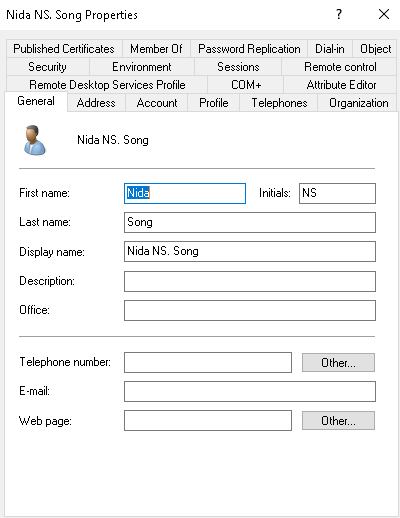 Nida NS. Song Properties ? ×
Published Certificates Member Of Password Replication Dial-in Object
Security Environment Sessions Remote control
Remote Desktop Services Profile COM+ Attribute Editor
General Address Account Profile Telephones Organization
Nida NS. Song
First name: Nida Initials: NS
Last name: Song
Display name: Nida NS. Song
Description:
Office:
Telephone number: Other...
E-mail:
Web page: Other...